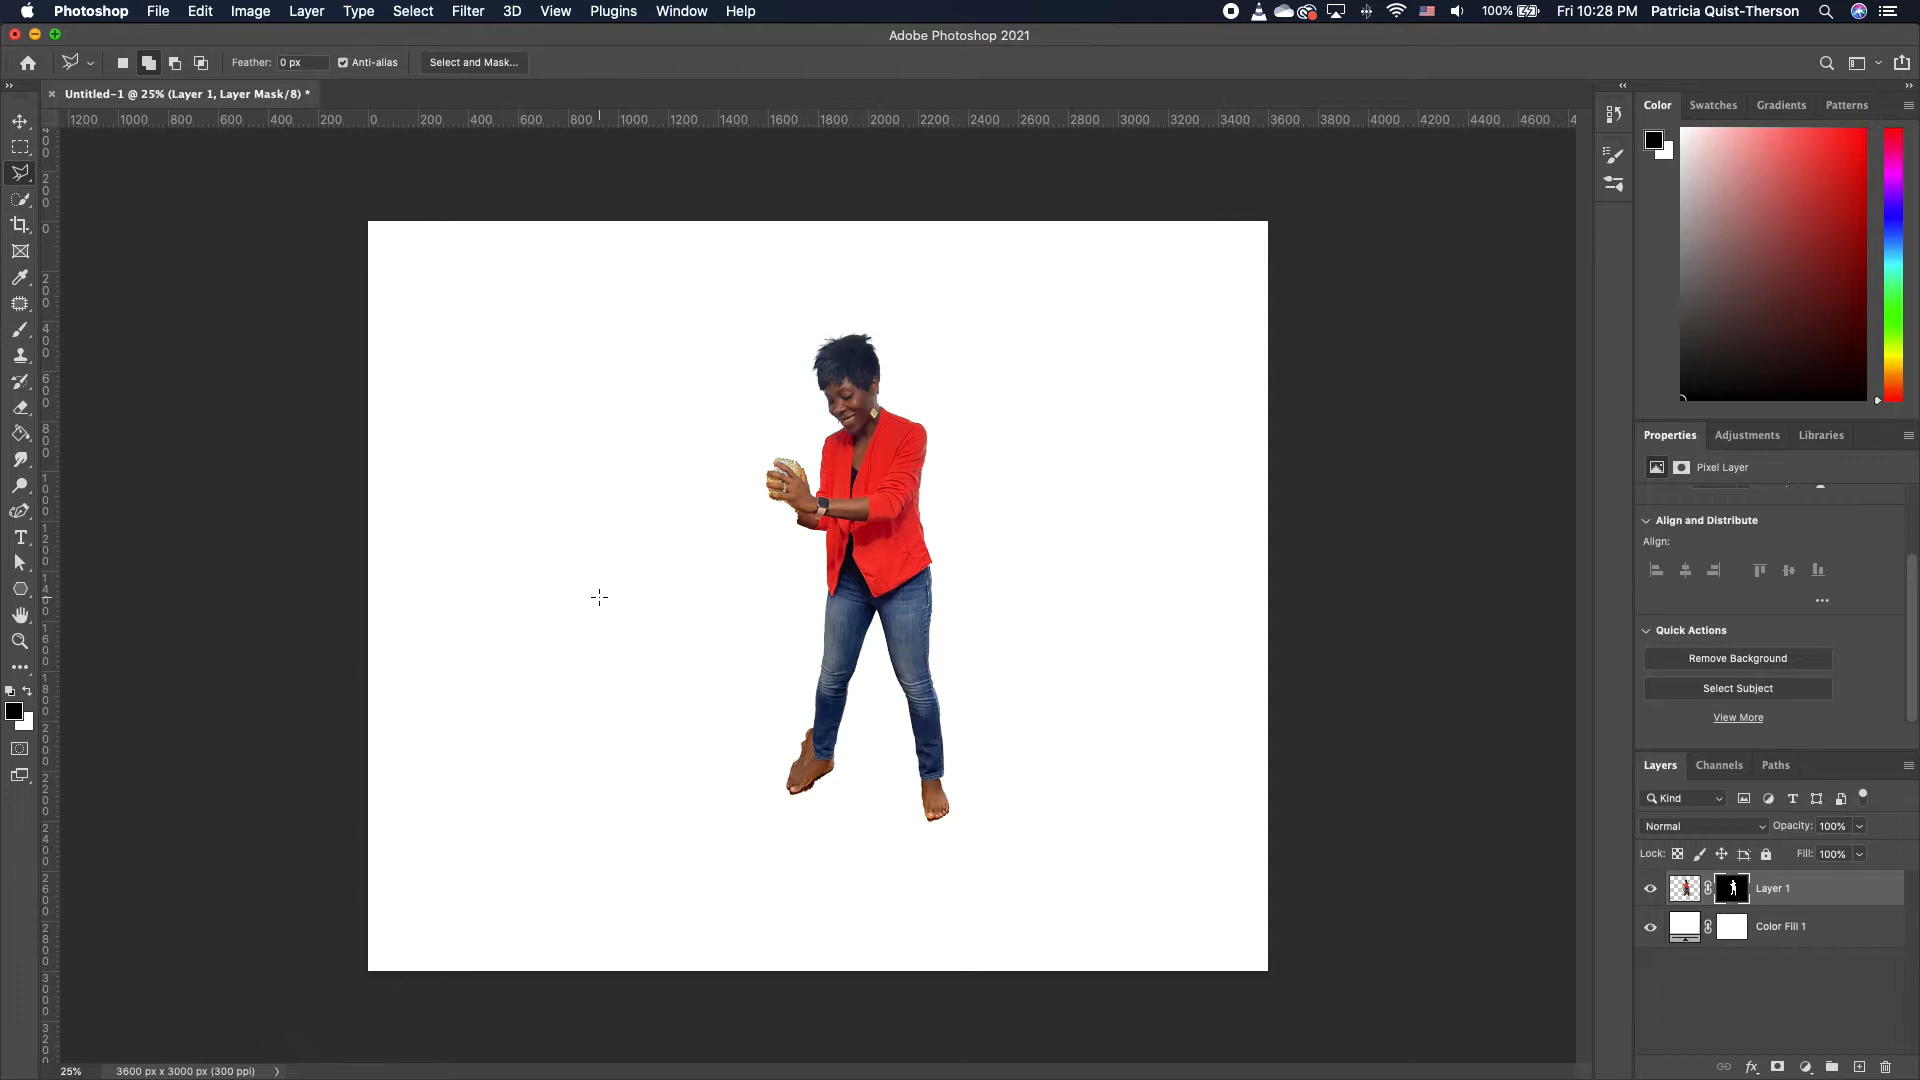 Photoshop File Edit Image Layer Type Select Filter 3D View Plugins Window Help 100% Fri 10:28 PM Patricia Quist-Therson
Adobe Photoshop 2021
Feather: 0 px Anti-alias Select and Mask...
Untitled-1 @ 25% (Layer 1, Layer Mask/8) *
1200 1000 800 600 400 200 0 200 400 600 800 1000 1200 1400 1600 1800 2000 2200 2400 2600 2800 3000 3200 3400 3600 3800 4000 4200 4400 4600
Color Swatches Gradients Patterns
Properties Adjustments Libraries
Pixel Layer
Align and Distribute
Align:
Quick Actions
Remove Background
Select Subject
View More
Layers Channels Paths
Kind
Normal Opacity: 100%
Lock: Fill: 100%
Layer 1
Color Fill 1
25% 3600 px x 3000 px (300 ppi)